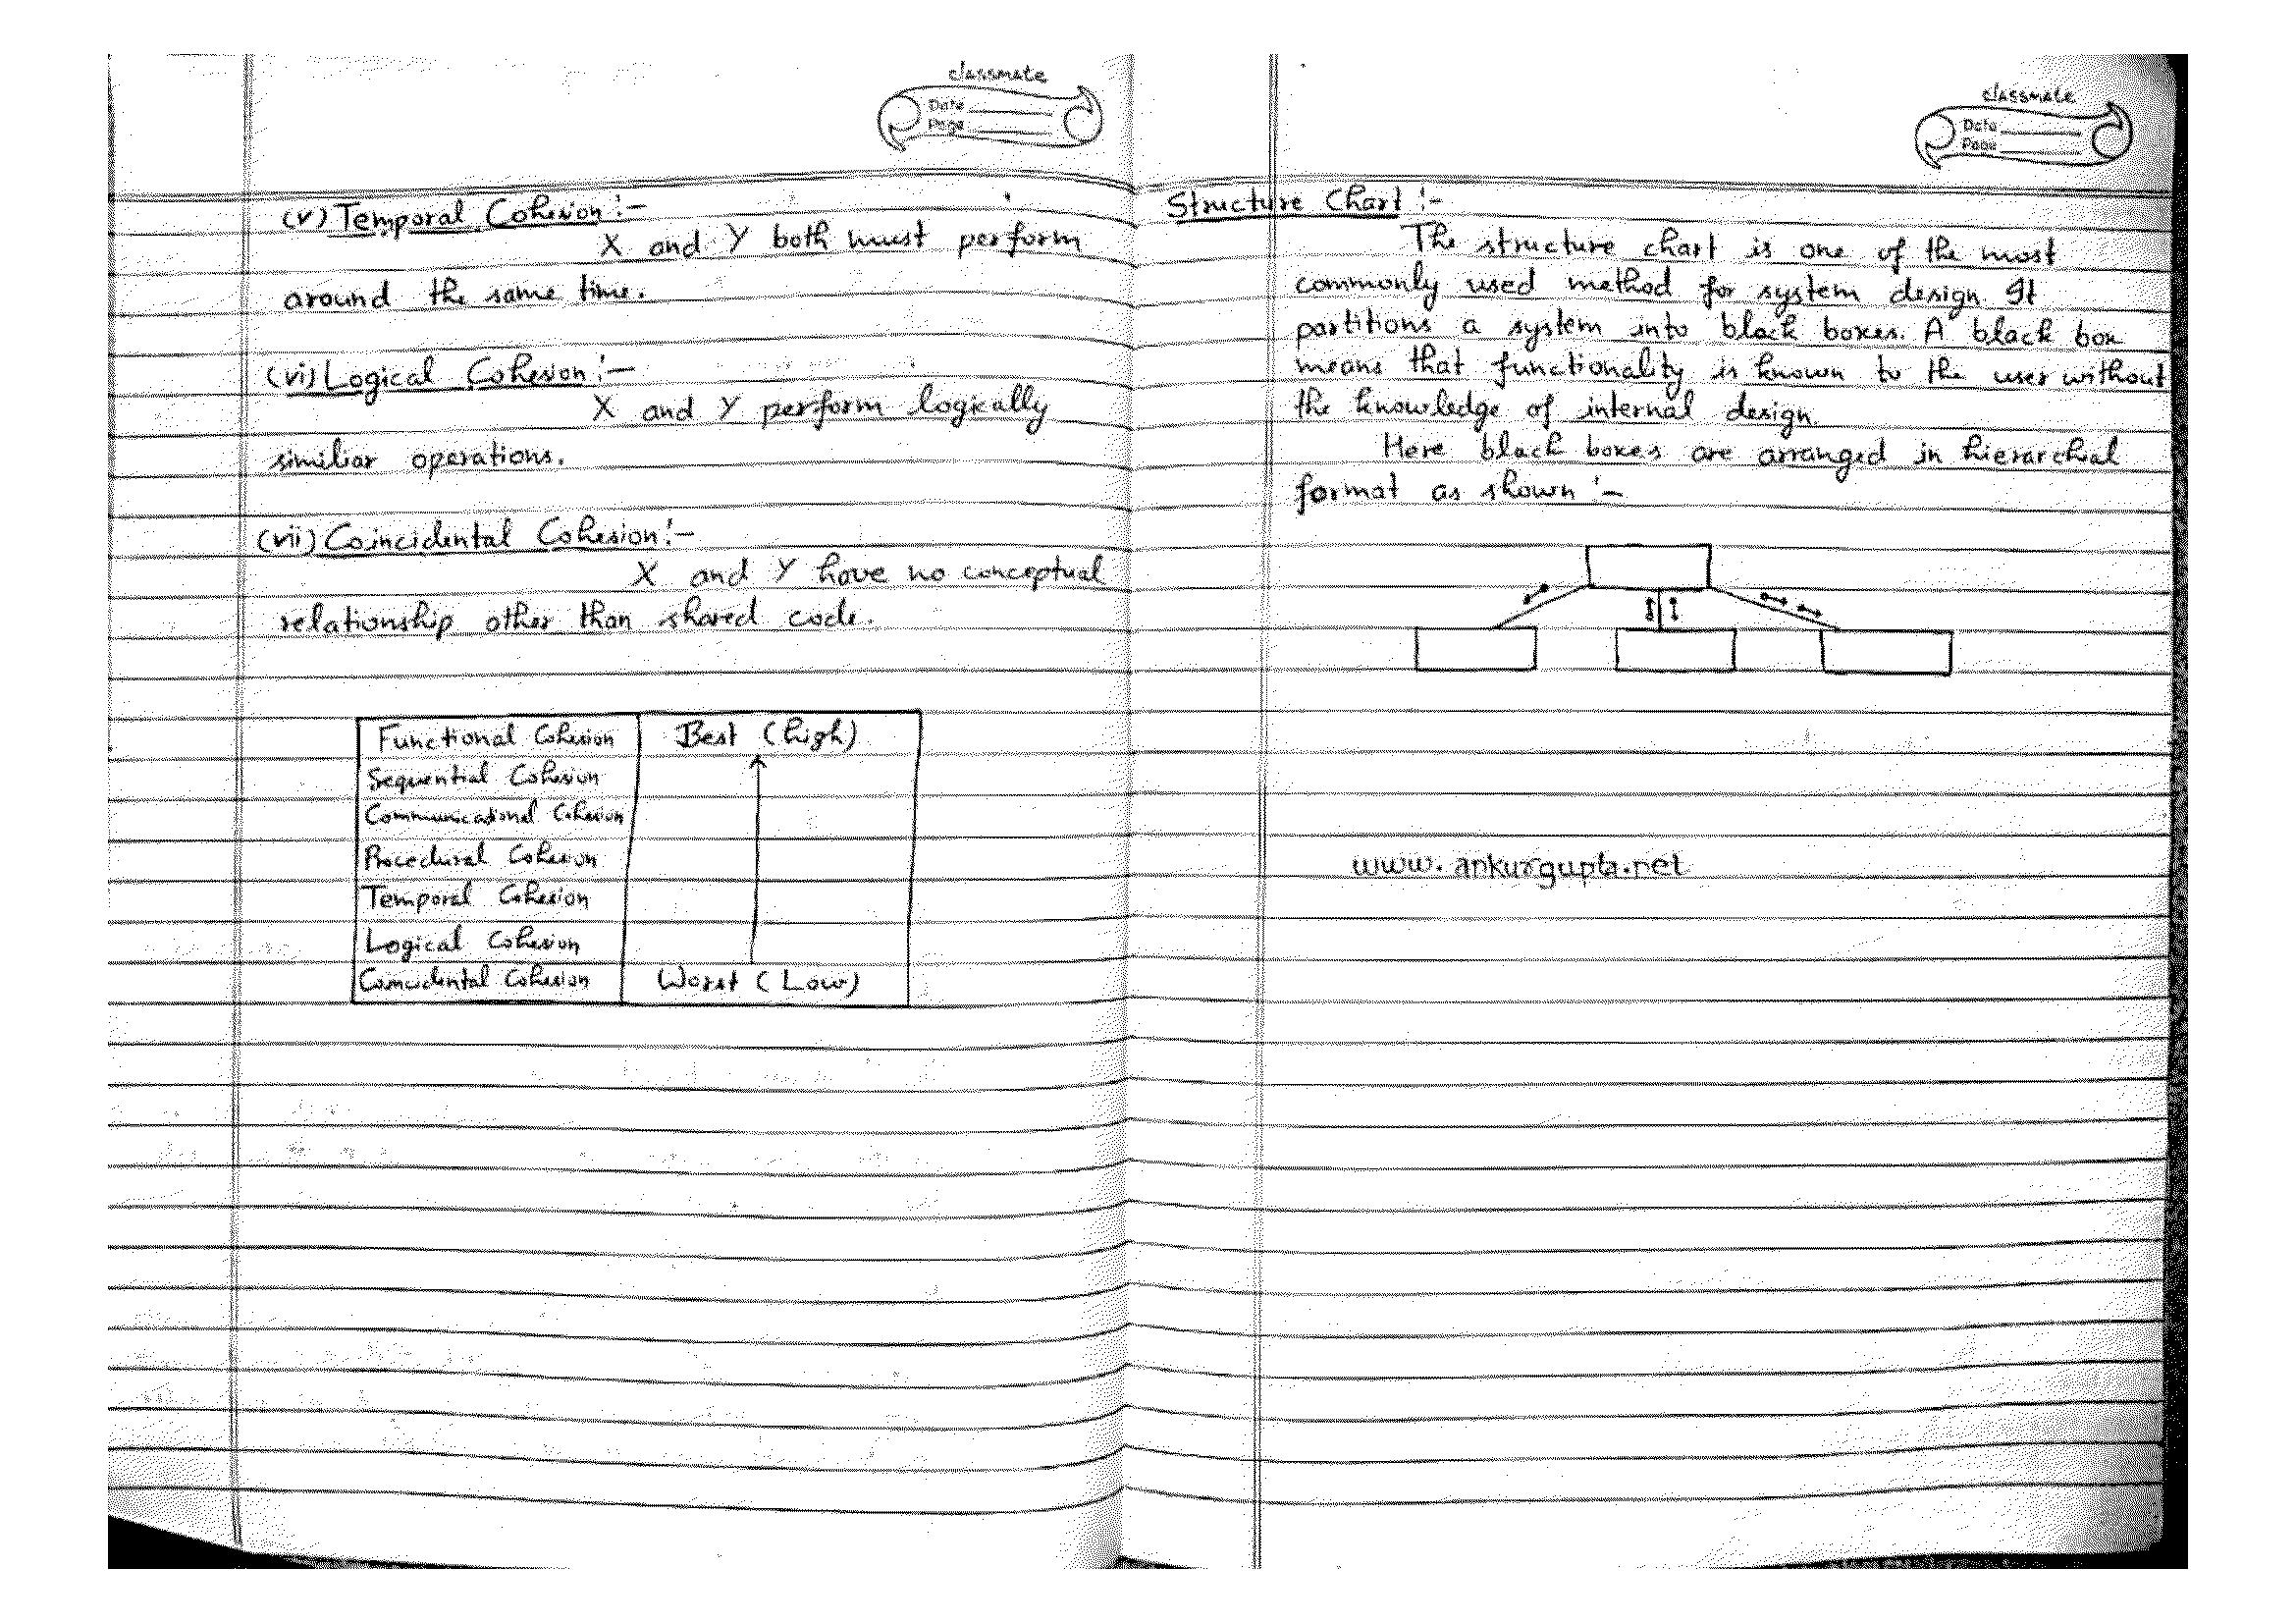 classmate
Date
Page
(v) Temporal Cohesion :-
X and Y both must perform
around the same time.
(vi) Logical Cohesion :-
X and Y perform logically
similiar operations.
(vii) Coincidental Cohesion :-
X and Y have no conceptual
relationship other than shared code.
Functional Cohesion Best (high)
Sequential Cohesion
Communicational Cohesion
Procedural Cohesion
Temporal Cohesion
Logical Cohesion
Coincidental Cohesion Worst (Low)
classmate
Date
Page
Structure Chart :-
The structure chart is one of the most
commonly used method for system design It
partitions a system into black boxes. A black box
means that functionality is known to the user without
the knowledge of internal design.
Here black boxes are arranged in hierarchial
format as shown :-
www.ankurgupta.net